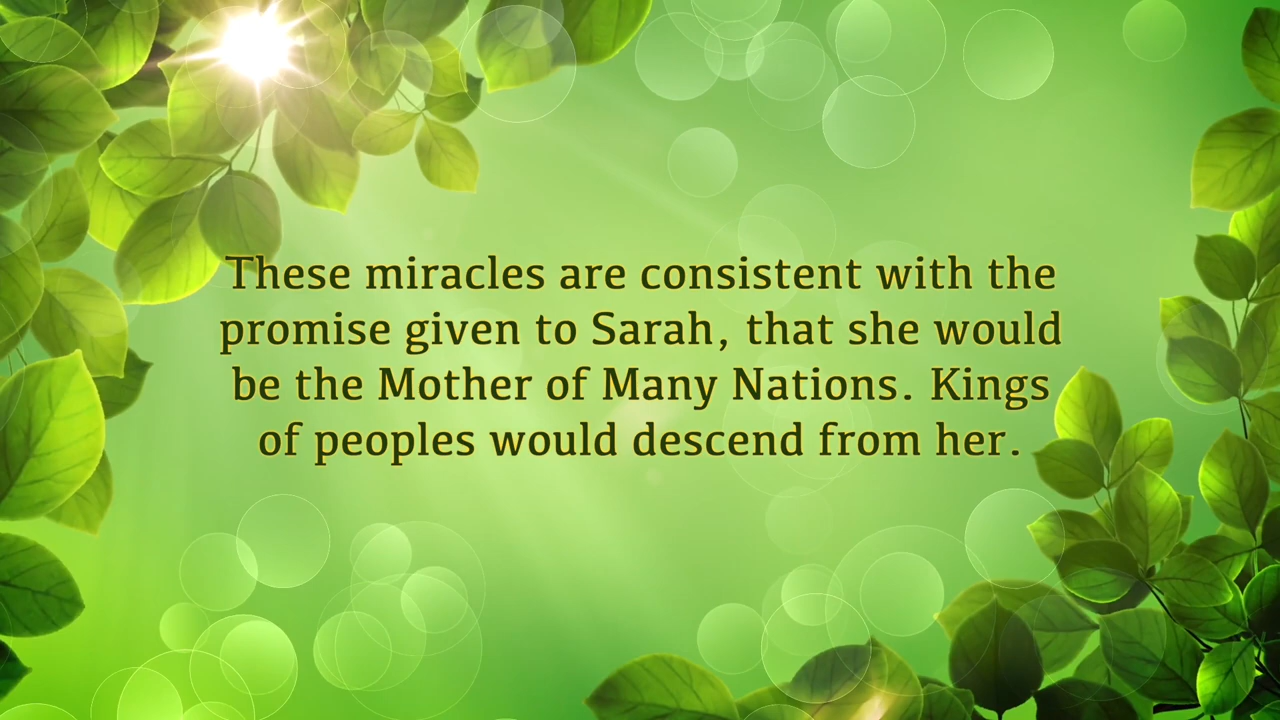 These miracles are consistent with the
promise given to Sarah, that she would
be the Mother of Many Nations. Kings
of peoples would descend from her.